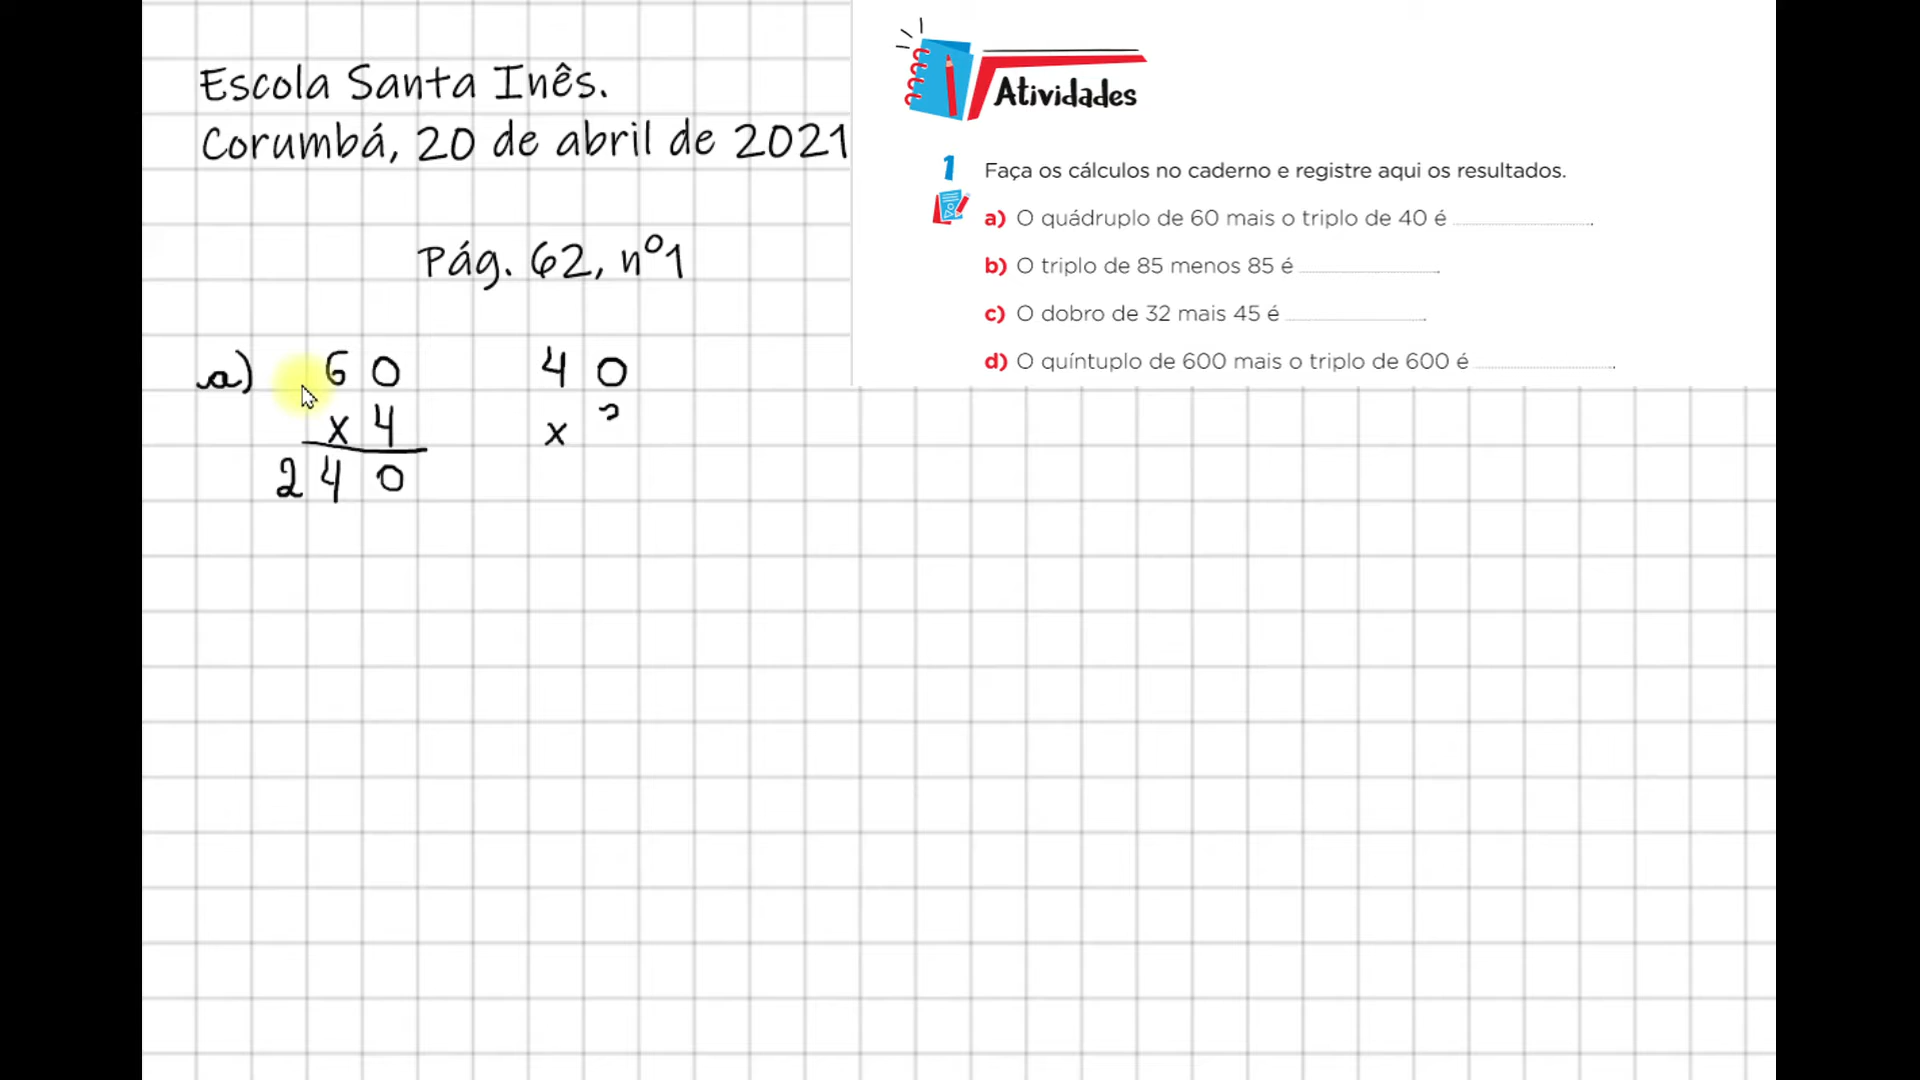 Escola Santa Inês.
Corumbá, 20 de abril de 2021
Pág. 62, nº1
a) 60 40
x 4 x
240
Atividades
1 Faça os cálculos no caderno e registre aqui os resultados.
a) O quádruplo de 60 mais o triplo de 40 é .
b) O triplo de 85 menos 85 é .
c) O dobro de 32 mais 45 é .
d) O quíntuplo de 600 mais o triplo de 600 é .